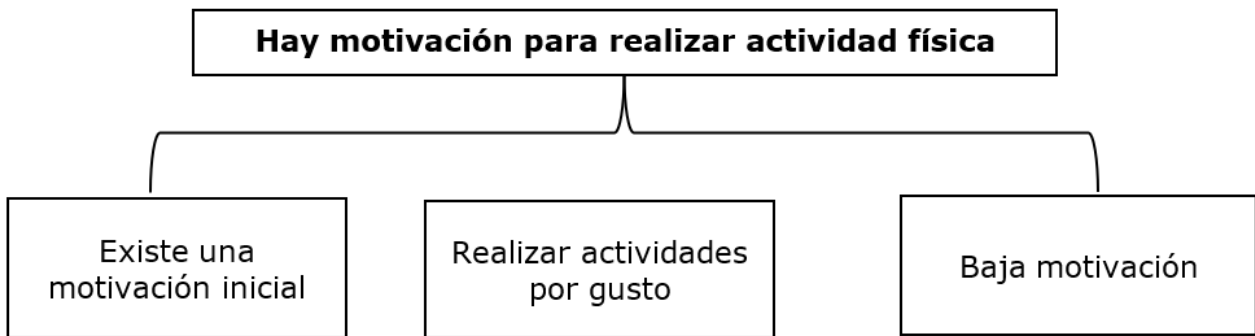 Hay motivación para realizar actividad física
Existe una
motivación inicial
Realizar actividades
por gusto
Baja motivación